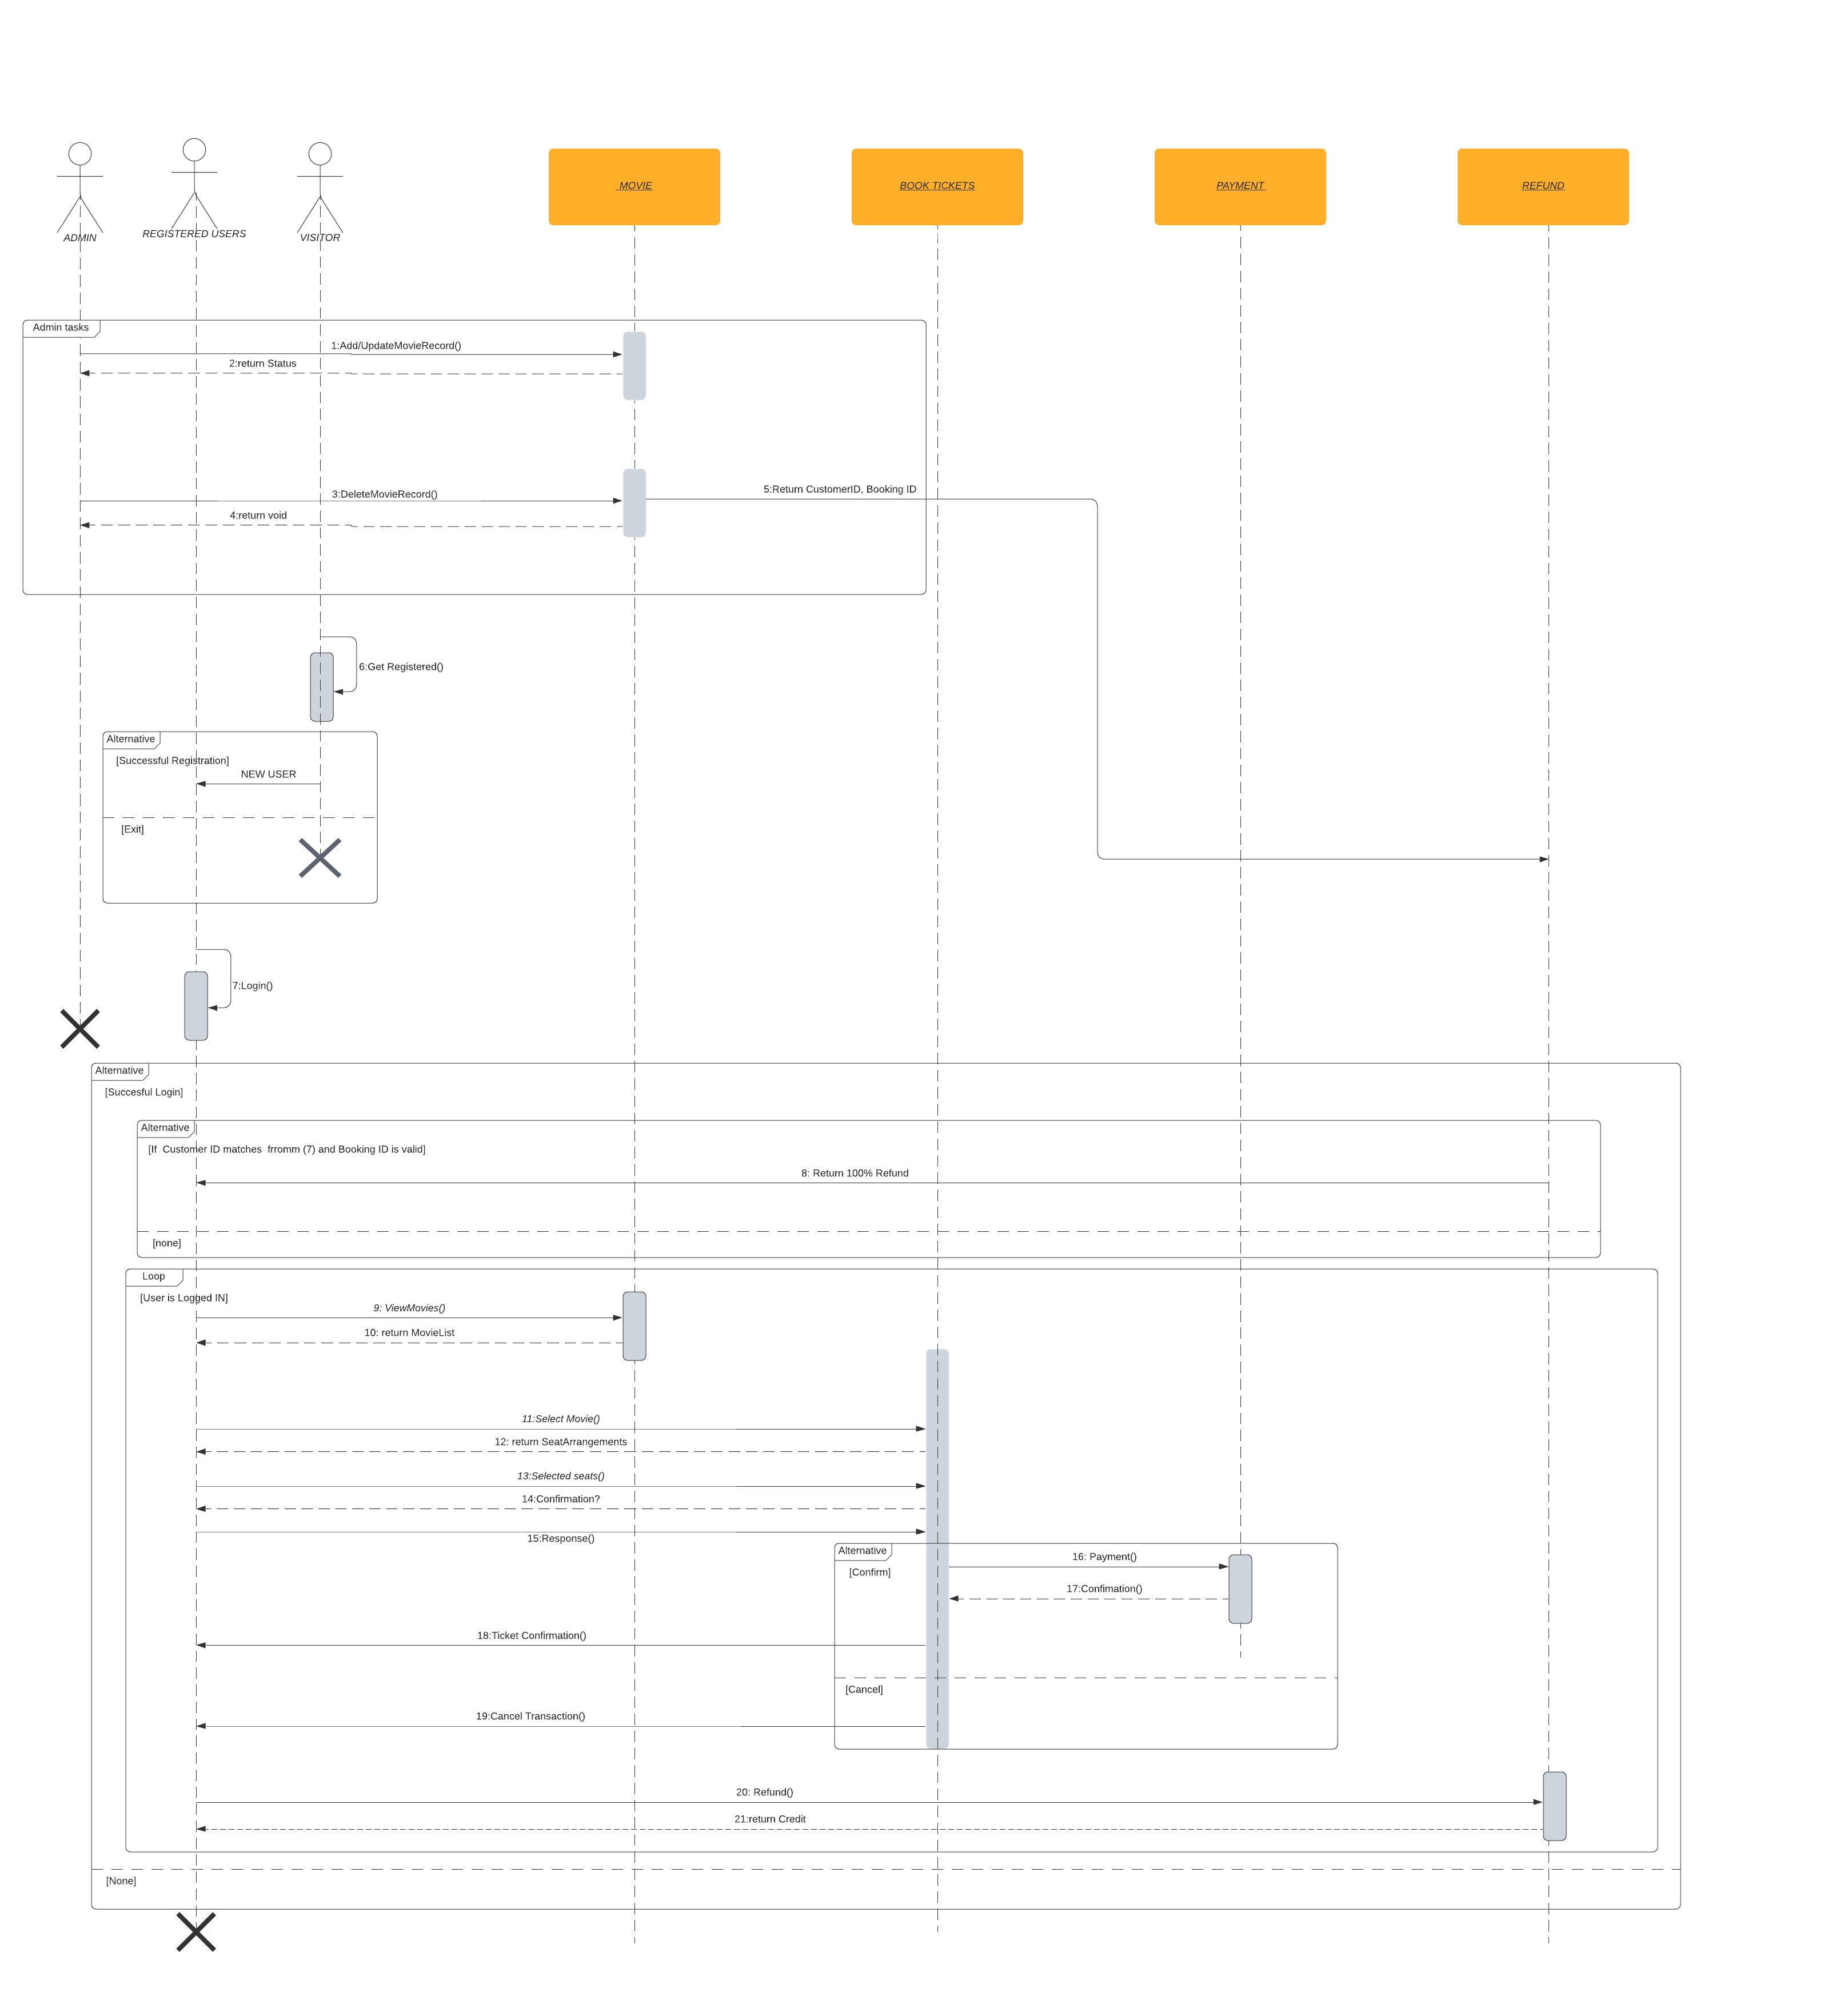 ADMIN
REGISTERED USERS
VISITOR
MOVIE
BOOK TICKETS
PAYMENT
REFUND
Admin tasks
1:Add/UpdateMovieRecord()
2:return Status
3:DeleteMovieRecord()
5:Return CustomerID, Booking ID
4:return void
6:Get Registered()
Alternative
[Successful Registration]
NEW USER
[Exit]
7:Login()
Alternative
[Succesful Login]
Alternative
[If  Customer ID matches  frromm (7) and Booking ID is valid]
8: Return 100% Refund
[none]
Loop
[User is Logged IN]
9: ViewMovies()
10: return MovieList
11:Select Movie()
12: return SeatArrangements
13:Selected seats()
14:Confirmation?
15:Response()
Alternative
[Confirm]
16: Payment()
17:Confimation()
18:Ticket Confirmation()
[Cancel]
19:Cancel Transaction()
20: Refund()
21:return Credit
[None]